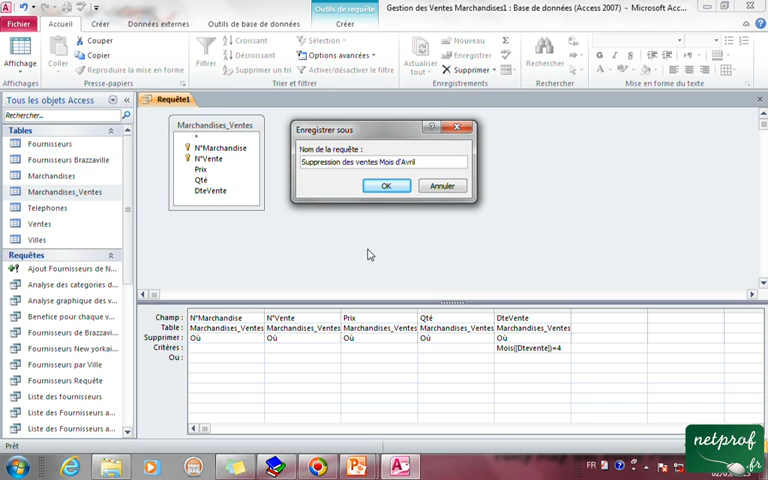 Outils de requête
Gestion des Ventes Marchandises1 : Base de données (Access 2007) - Microsoft Acc...
Fichier
Accueil
Créer
Données externes
Outils de base de données
Créer
Affichage
Coller
Couper
Copier
Reproduire la mise en forme
Filtrer
Croissant
Décroissant
Supprimer un tri
Sélection
Options avancées
Activer/désactiver le filtre
Actualiser tout
Nouveau
Enregistrer
Supprimer
Rechercher
G I S
Affichages
Presse-papiers
Trier et filtrer
Enregistrements
Rechercher
Mise en forme du texte
Tous les objets Access
Rechercher...
Tables
Fournisseurs
Fournisseurs Brazzaville
Marchandises
Marchandises_Ventes
Telephones
Ventes
Villes
Requêtes
Ajout Fournisseurs de N...
Analyse des categories d...
Analyse graphique des v...
Benefice pour chaque v...
Fournisseurs de Brazzavi...
Fournisseurs New yorkai...
Fournisseurs par Ville
Fournisseurs Requête
Liste des fournisseurs
Liste des Fournisseurs a...
Liste des Fournisseurs a...
Requête1
Marchandises_Ventes
*
N°Marchandise
N°Vente
Prix
Qté
DteVente
Enregistrer sous
Nom de la requête :
Suppression des ventes Mois d'Avril
OK
Annuler
Champ : N°Marchandise N°Vente Prix Qté DteVente
Table : Marchandises_Ventes Marchandises_Ventes Marchandises_Ventes Marchandises_Ventes Marchandises_Ventes
Supprimer : Où Où Où Où Où
Critères : Mois([Dtevente])=4
Ou :
Prêt
FR
netprof
.fr